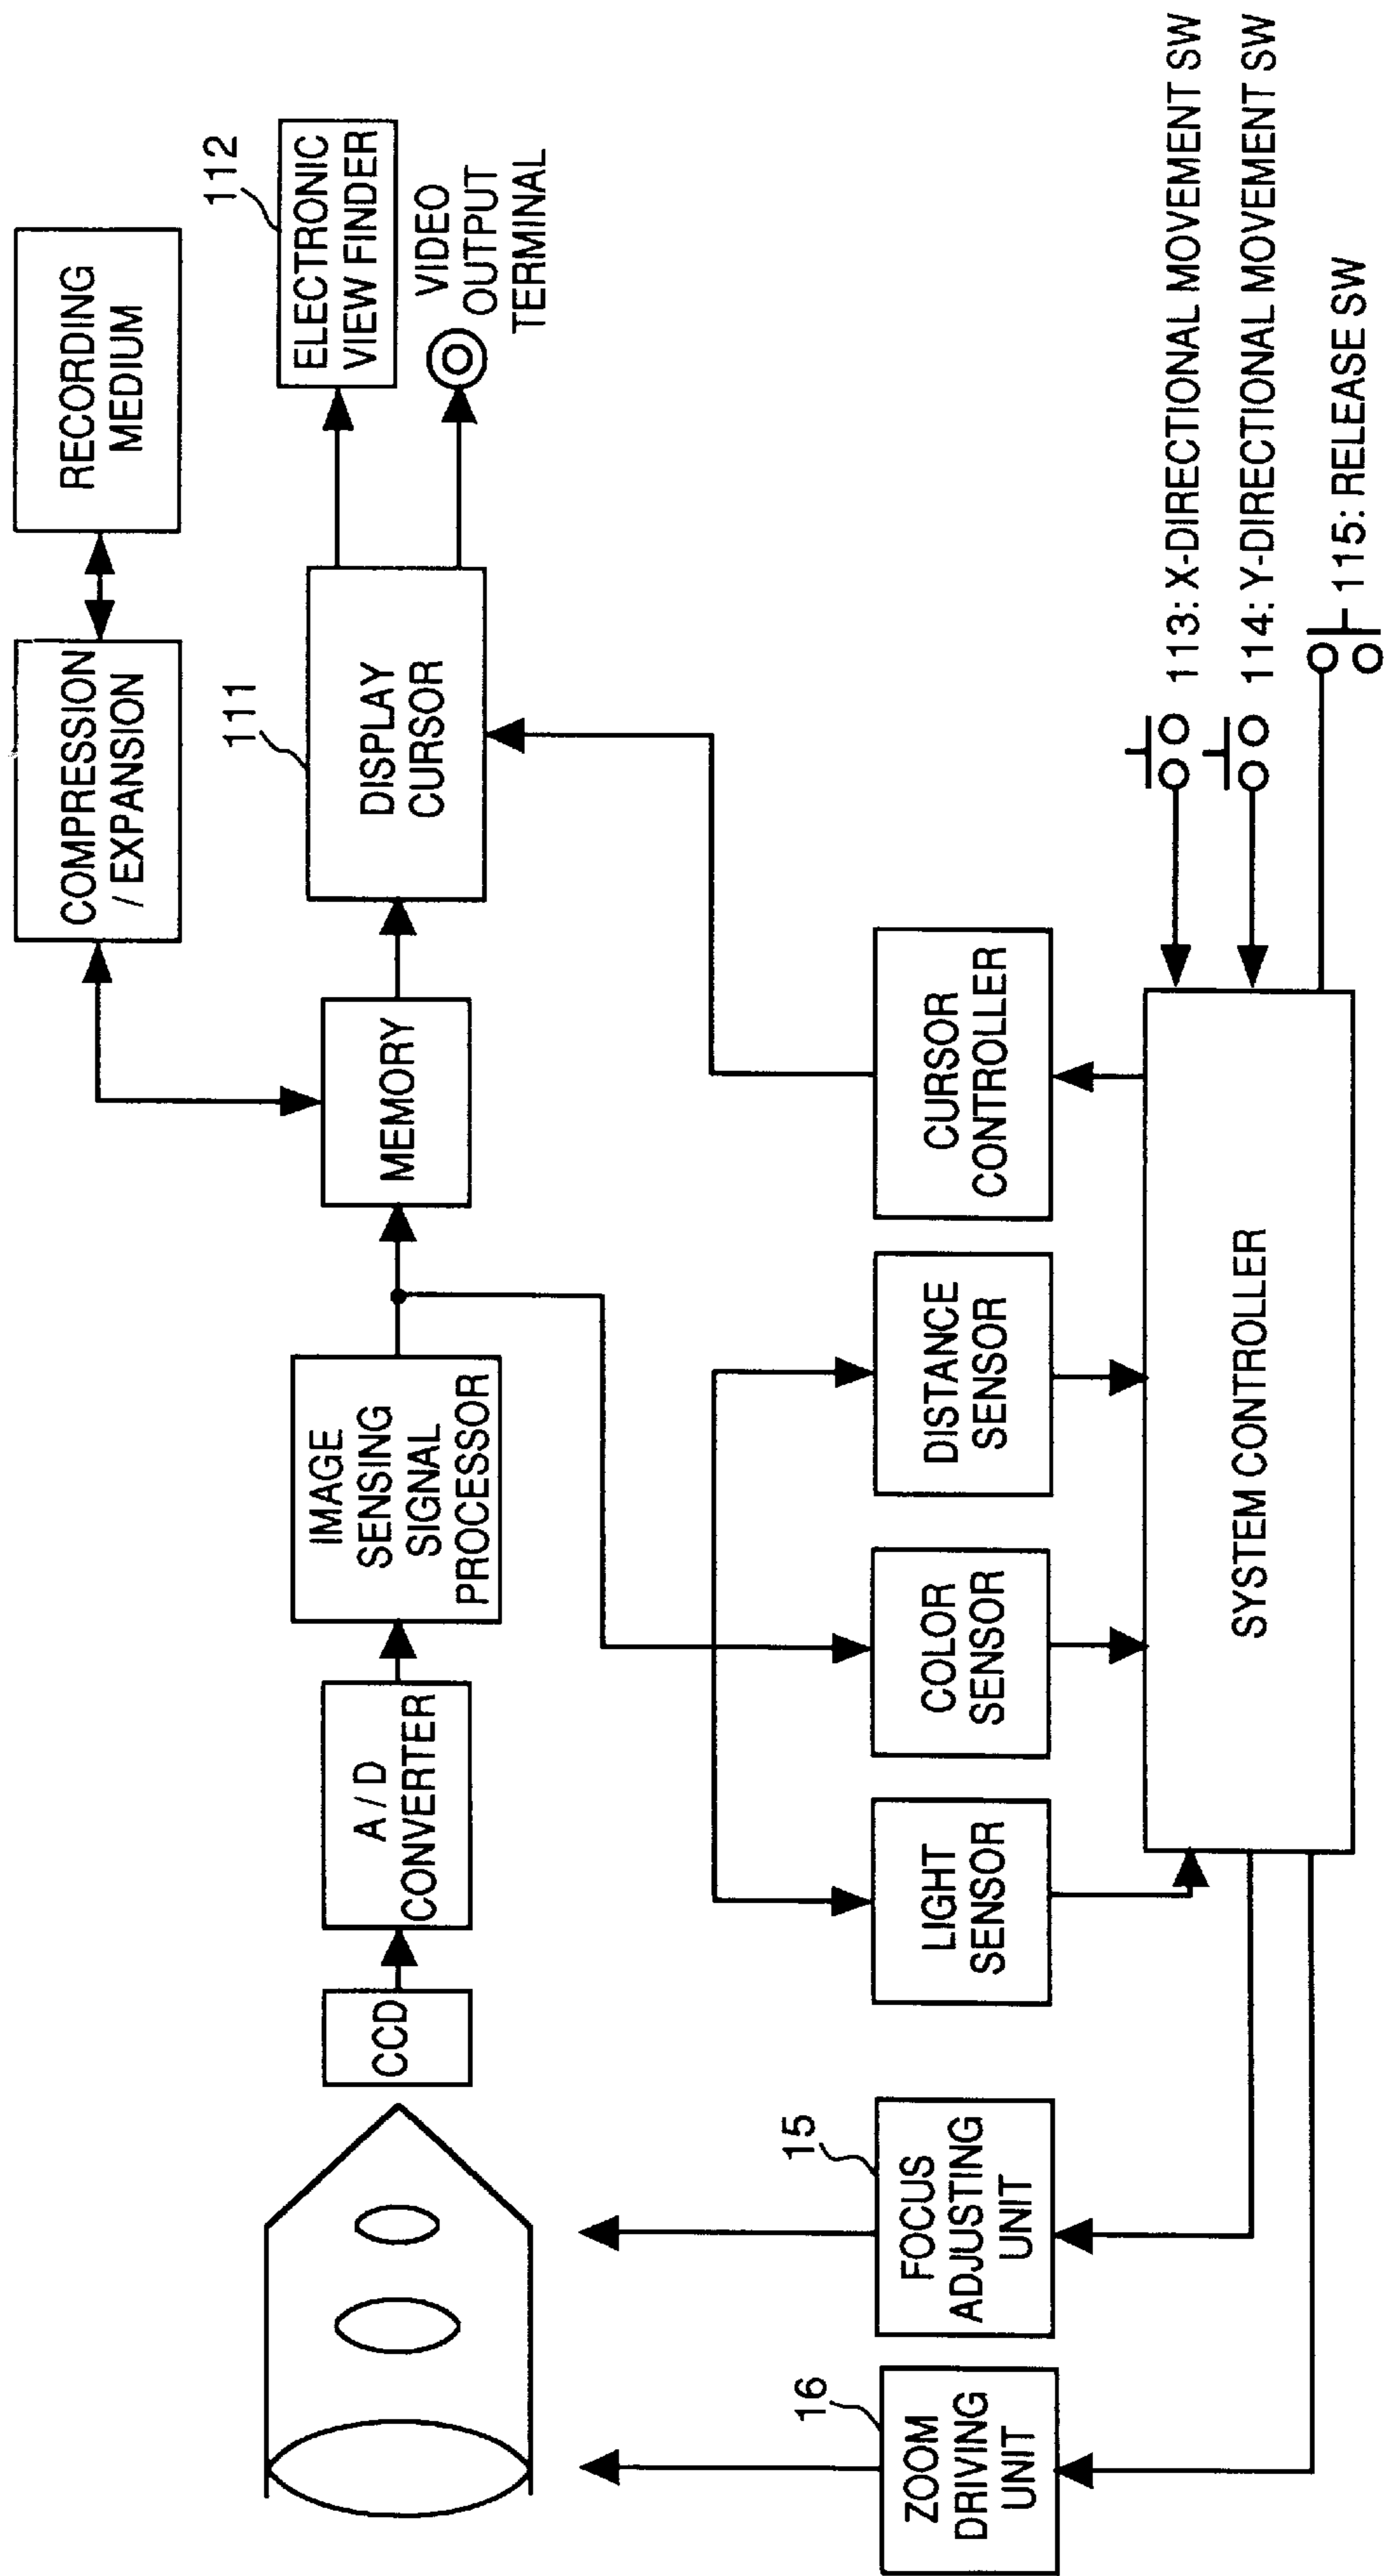 RECORDING
MEDIUM
COMPRESSION
/ EXPANSION
112
ELECTRONIC
VIEW FINDER
VIDEO
OUTPUT
TERMINAL
111
DISPLAY
CURSOR
MEMORY
IMAGE
SENSING
SIGNAL
PROCESSOR
A / D
CONVERTER
CCD
15
FOCUS
ADJUSTING
UNIT
16
ZOOM
DRIVING
UNIT
LIGHT
SENSOR
COLOR
SENSOR
DISTANCE
SENSOR
CURSOR
CONTROLLER
SYSTEM CONTROLLER
113: X-DIRECTIONAL MOVEMENT SW
114: Y-DIRECTIONAL MOVEMENT SW
115: RELEASE SW